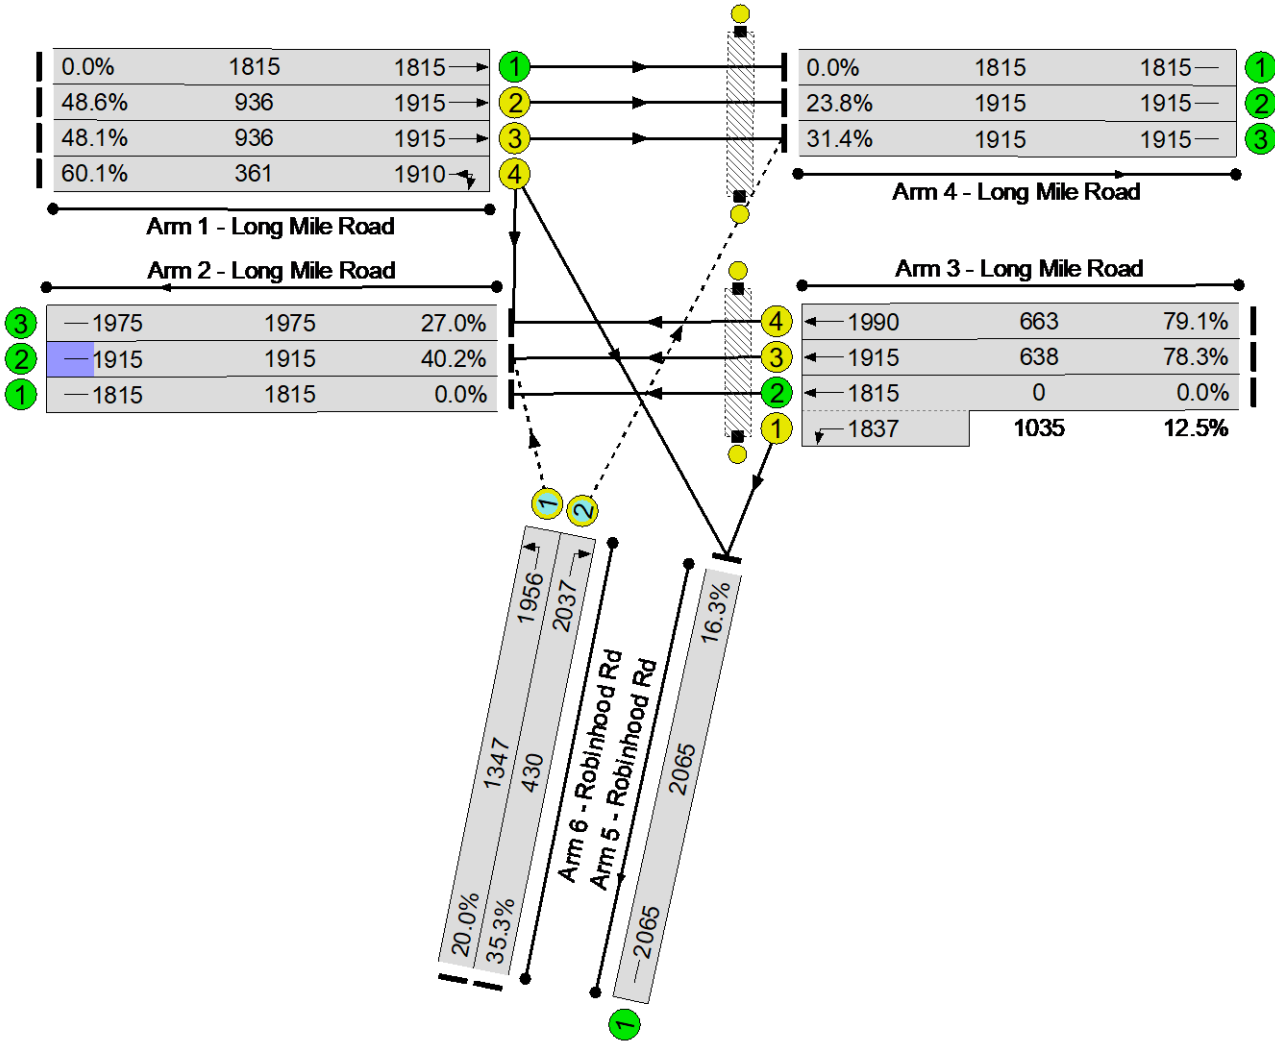 0.0% 1815 1815 1
48.6% 936 1915 2
48.1% 936 1915 3
60.1% 361 1910 4
Arm 1 - Long Mile Road
0.0% 1815 1815 1
23.8% 1915 1915 2
31.4% 1915 1915 3
Arm 4 - Long Mile Road
Arm 2 - Long Mile Road
3 1975 1975 27.0%
2 1915 1915 40.2%
1 1815 1815 0.0%
Arm 3 - Long Mile Road
4 1990 663 79.1%
3 1915 638 78.3%
2 1815 0 0.0%
1 1837 1035 12.5%
1 1956 1347 20.0%
2 2037 430 35.3%
Arm 6 - Robinhood Rd
Arm 5 - Robinhood Rd
16.3% 2065 2065 1